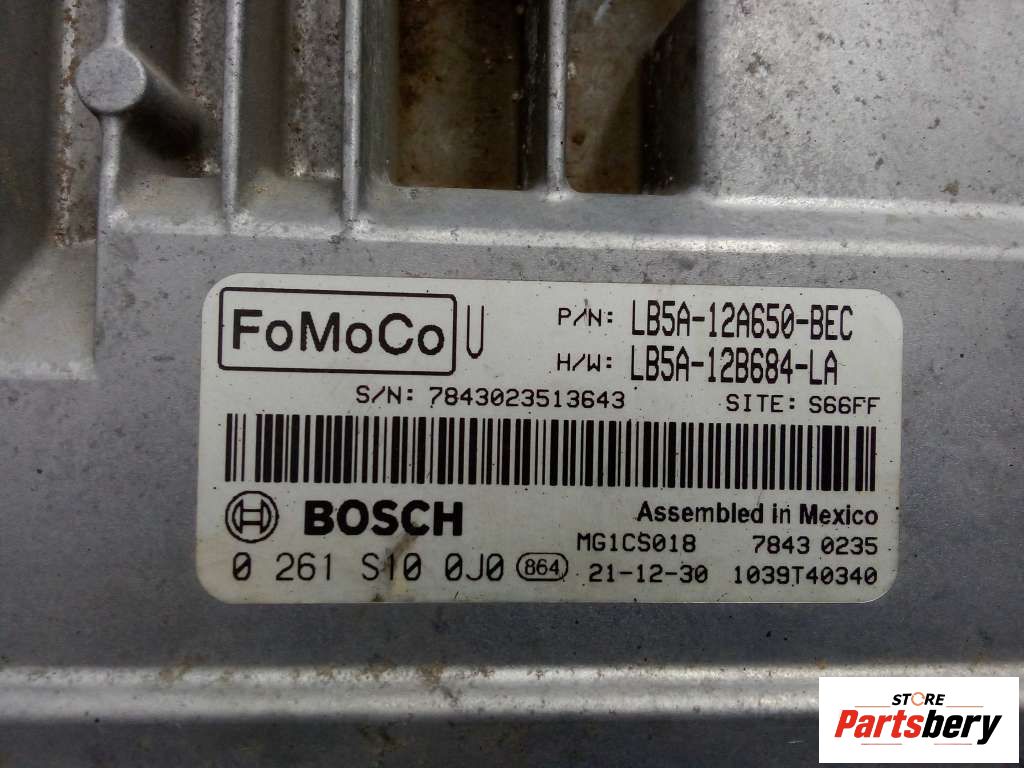 FoMoCo U P/N: LB5A-12A650-BEC
H/W: LB5A-12B684-LA
S/N: 7843023513643 SITE: S66FF
BOSCH Assembled in Mexico
MG1CS018 7843 0235
0 261 S10 0J0 864 21-12-30 1039T40340
STORE
Partsbery